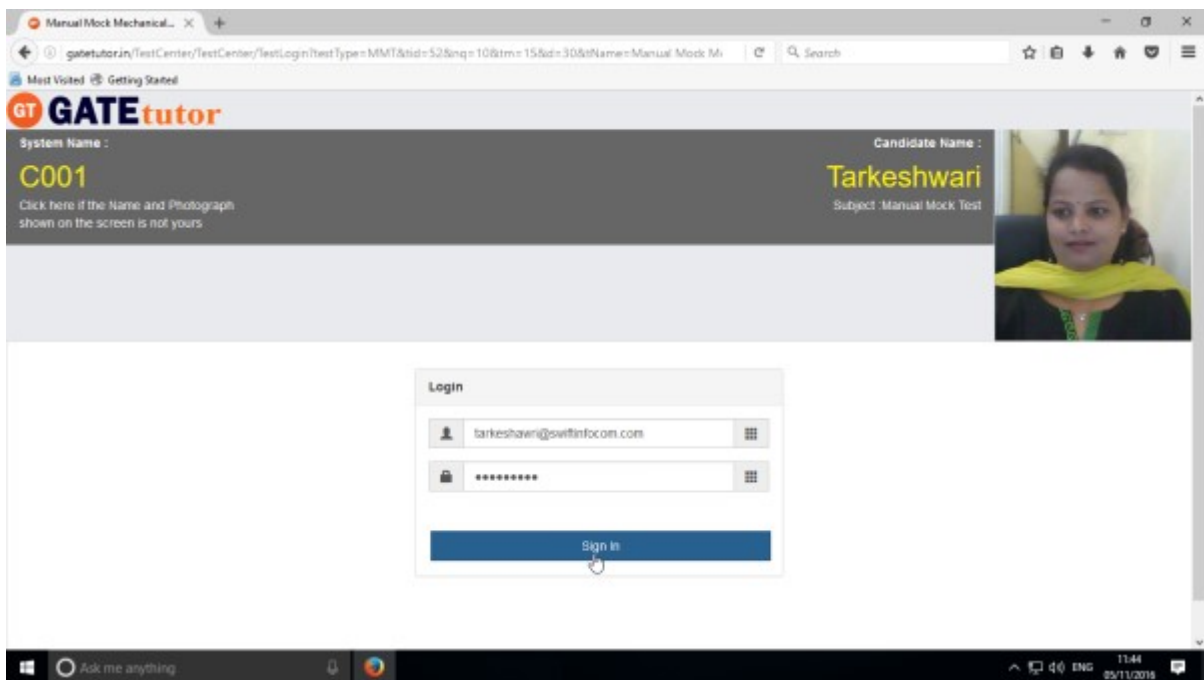 Manual Mock Mechanical...
gatetutor.in/TestCenter/TestCenter/TestLogin?testType=MMT&tid=52&nq=10&tm=15&sd=30&tName=Manual Mock M
Search
Most Visited
Getting Started
GT GATEtutor
System Name :
C001
Click here if the Name and Photograph
shown on the screen is not yours
Candidate Name :
Tarkeshwari
Subject :Manual Mock Test
Login
tarkeshawri@swiftinfocom.com
Sign In
Ask me anything
ENG
11:44
05/11/2016